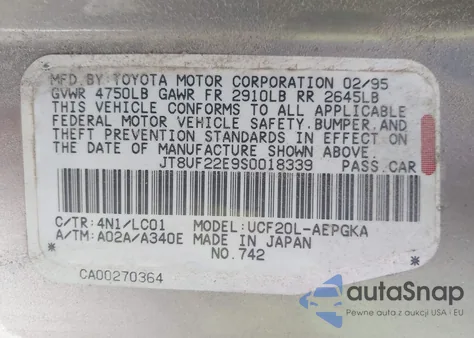 MFD. BY TOYOTA MOTOR CORPORATION 02/95
GVWR 4750LB GAWR FR 2910LB RR 2645LB
THIS VEHICLE CONFORMS TO ALL APPLICABLE
FEDERAL MOTOR VEHICLE SAFETY, BUMPER, AND
THEFT PREVENTION STANDARDS IN EFFECT ON
THE DATE OF MANUFACTURE SHOWN ABOVE.
JT8UF22E9S0018339 PASS. CAR
C/TR: 4N1/LC01 MODEL: UCF20L-AEPGKA
A/TM: A02A/A340E MADE IN JAPAN
NO. 742
CA00270364
autoSnap
Pewne auta z USA i EU